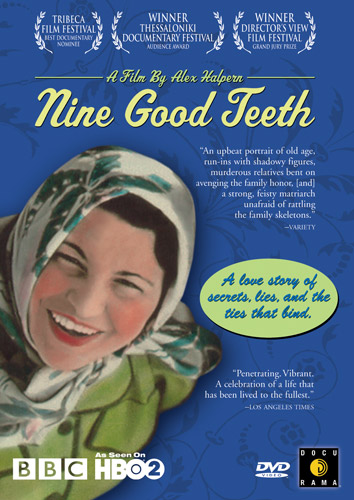 TRIBECA
FILM FESTIVAL
BEST DOCUMENTARY
NOMINEE
WINNER
THESSALONIKI
DOCUMENTARY FESTIVAL
AUDIENCE AWARD
WINNER
DIRECTOR'S VIEW
FILM FESTIVAL
GRAND JURY PRIZE
A Film By Alex Halpern
Nine Good Teeth
"An upbeat portrait of old age,
run-ins with shadowy figures,
murderous relatives bent on
avenging the family honor, [and]
a strong, feisty matriarch
unafraid of rattling
the family skeletons."
—VARIETY
A love story of
secrets, lies, and the
ties that bind.
"Penetrating. Vibrant.
A celebration of a life that
has been lived to the fullest."
—LOS ANGELES TIMES
As Seen On
BBC HBO2
DVD
VIDEO
DOCU
RAMA